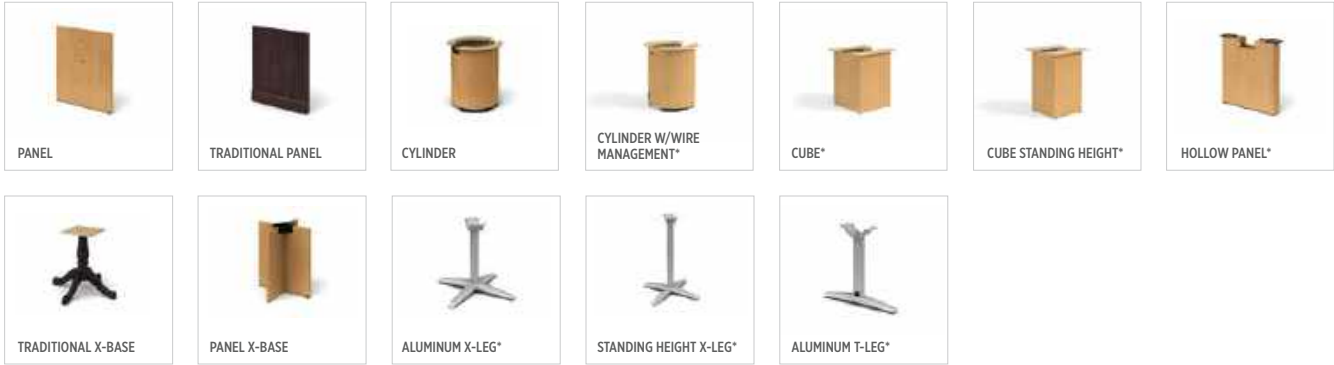 PANEL
TRADITIONAL PANEL
CYLINDER
CYLINDER W/WIRE
MANAGEMENT*
CUBE*
CUBE STANDING HEIGHT*
HOLLOW PANEL*
TRADITIONAL X-BASE
PANEL X-BASE
ALUMINUM X-LEG*
STANDING HEIGHT X-LEG*
ALUMINUM T-LEG*